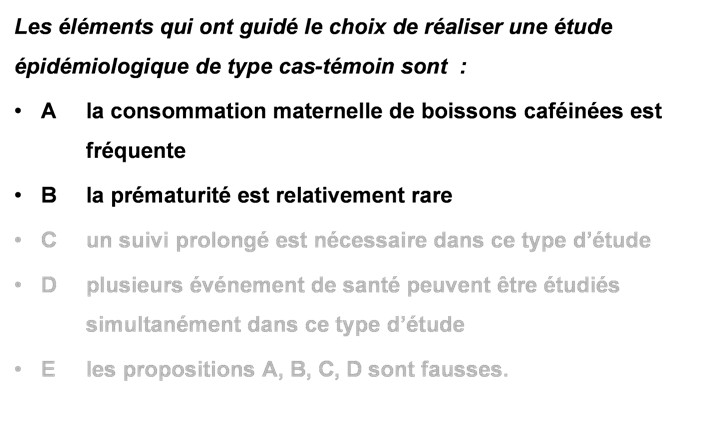 Les éléments qui ont guidé le choix de réaliser une étude
épidémiologique de type cas-témoin sont :
• A la consommation maternelle de boissons caféinées est
fréquente
• B la prématurité est relativement rare
• C un suivi prolongé est nécessaire dans ce type d’étude
• D plusieurs événement de santé peuvent être étudiés
simultanément dans ce type d’étude
• E les propositions A, B, C, D sont fausses.